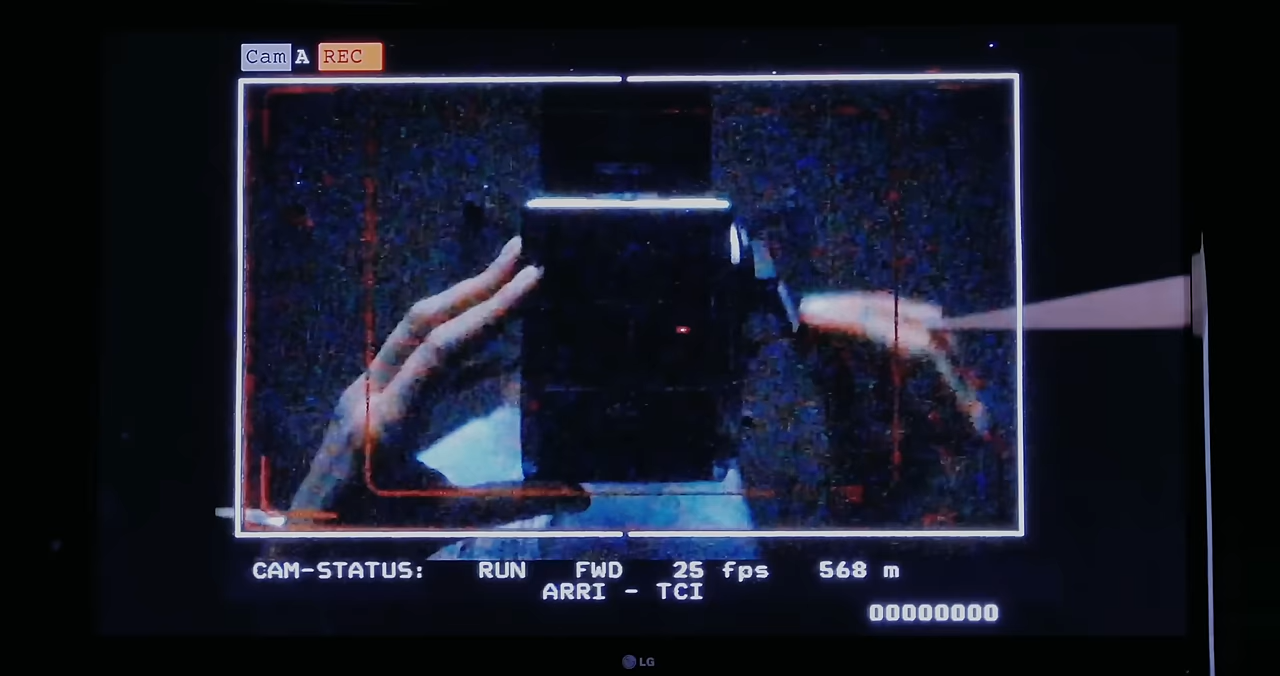 Cam A REC
CAM-STATUS: RUN FWD 25 fps 568 m
ARRI - TCI
00000000
LG